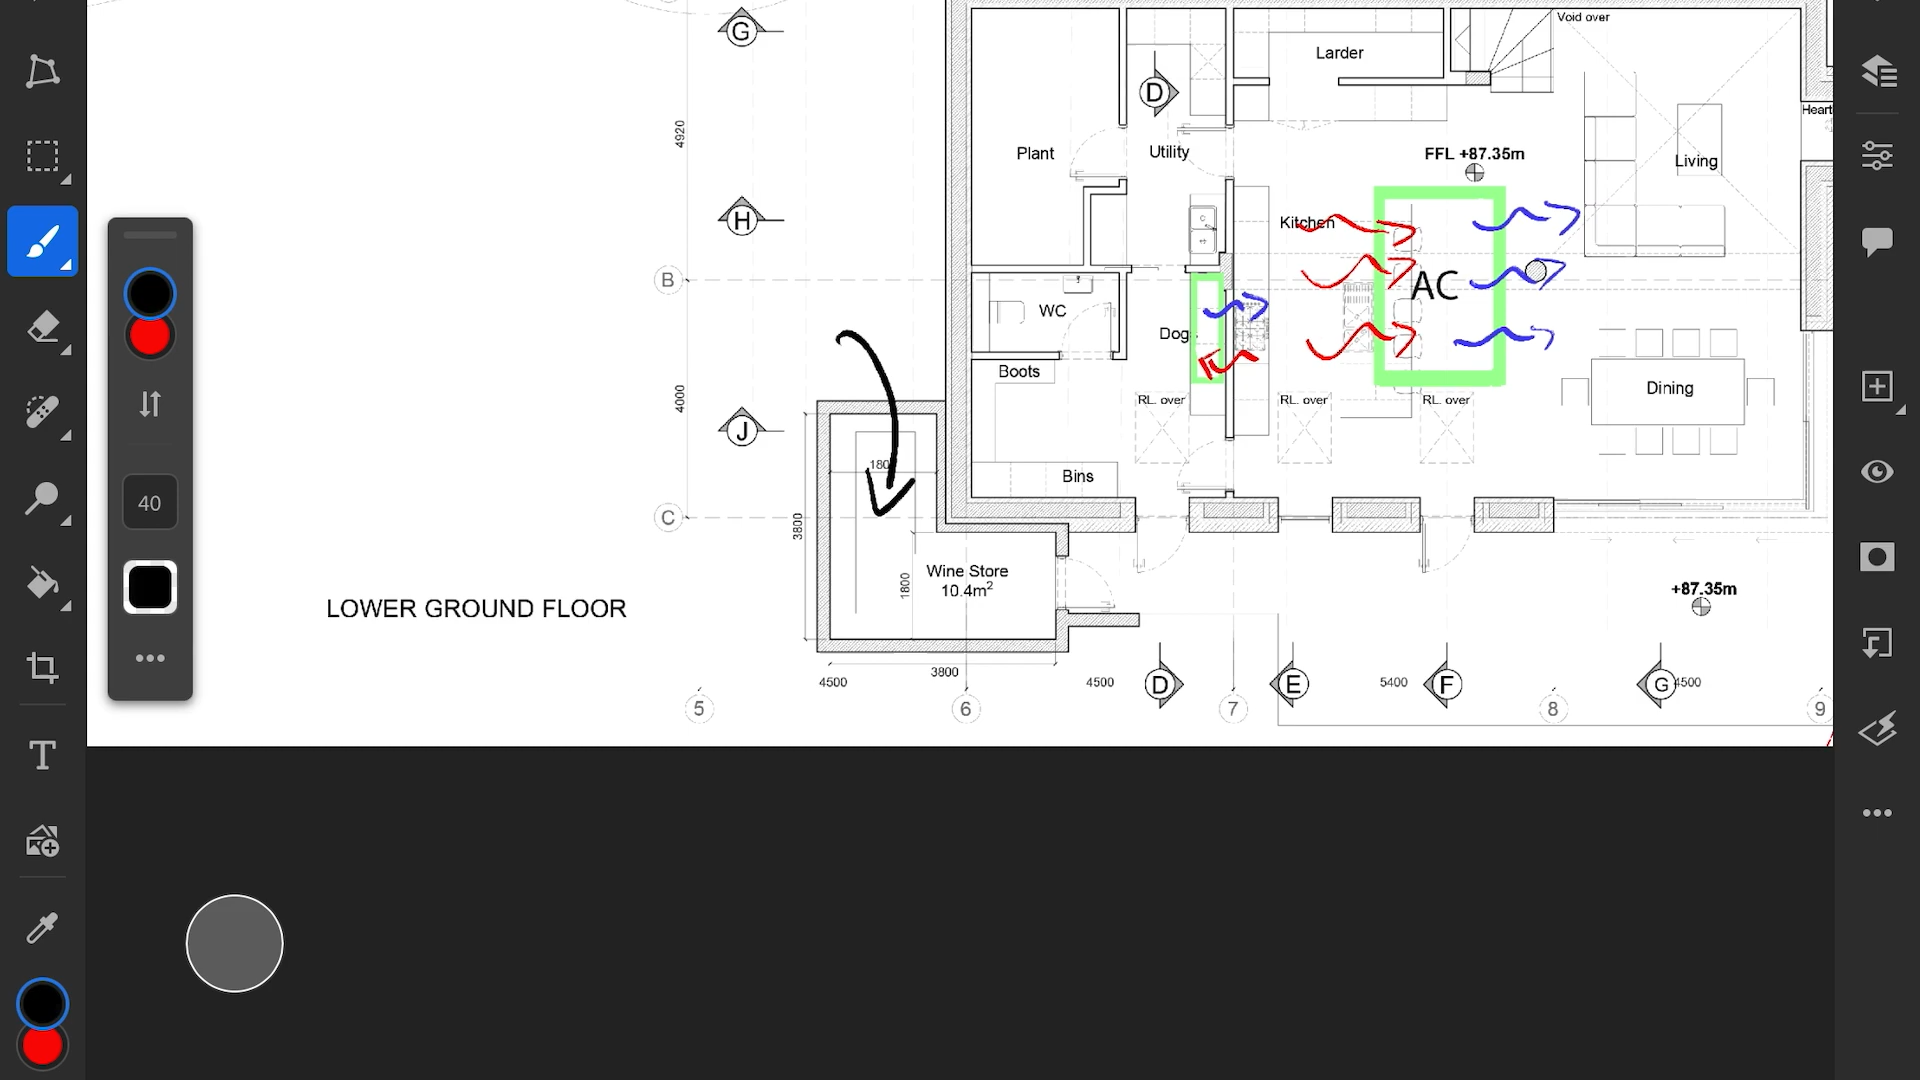 G
Void over
Larder
D
Heart
4920
Plant
Utility
FFL +87.35m
Living
H
Kitchen
B
AC
WC
Dog
Boots
4000
RL. over
RL. over
RL. over
Dining
J
180
Bins
40
C
3800
Wine Store
10.4m²
1800
+87.35m
LOWER GROUND FLOOR
3800
4500
4500
D
E
5400
F
G
4500
5
6
7
8
9
T